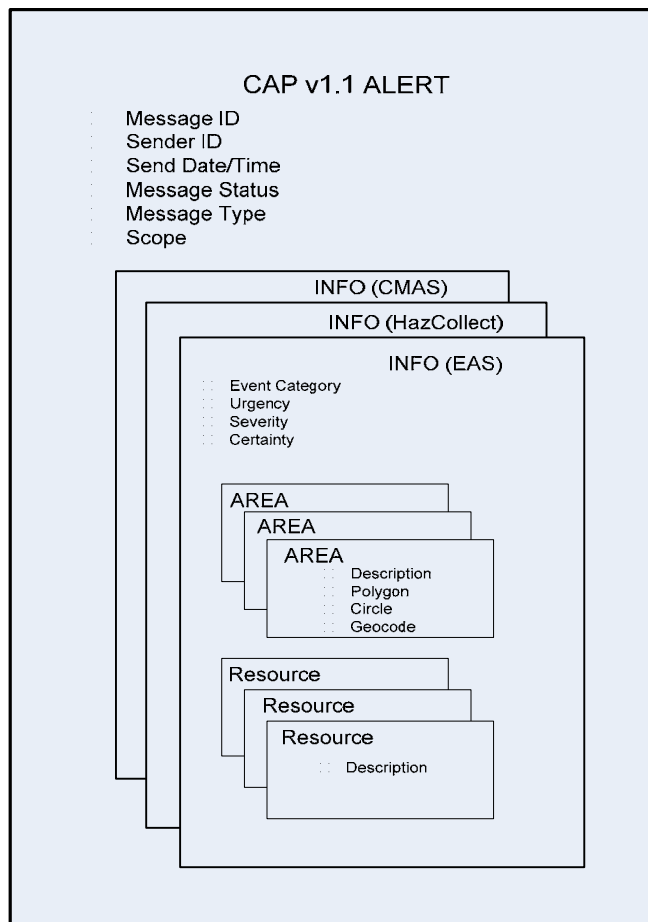 CAP v1.1 ALERT
Message ID
Sender ID
Send Date/Time
Message Status
Message Type
Scope
INFO (CMAS)
INFO (HazCollect)
INFO (EAS)
Event Category
Urgency
Severity
Certainty
AREA
AREA
AREA
Description
Polygon
Circle
Geocode
Resource
Resource
Resource
Description